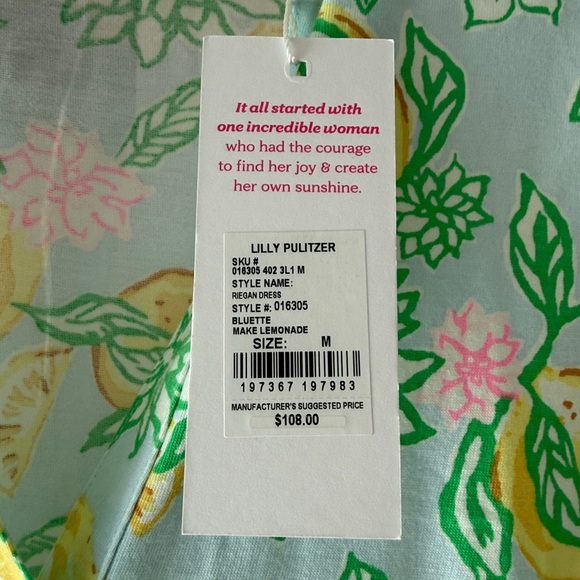 It all started with
one incredible woman
who had the courage
to find her joy & create
her own sunshine.
LILLY PULITZER
SKU #
016305 402 3L1 M
STYLE NAME:
RIEGAN DRESS
STYLE #: 016305
BLUETTE
MAKE LEMONADE
SIZE: M
197367 197983
MANUFACTURER'S SUGGESTED PRICE
$108.00